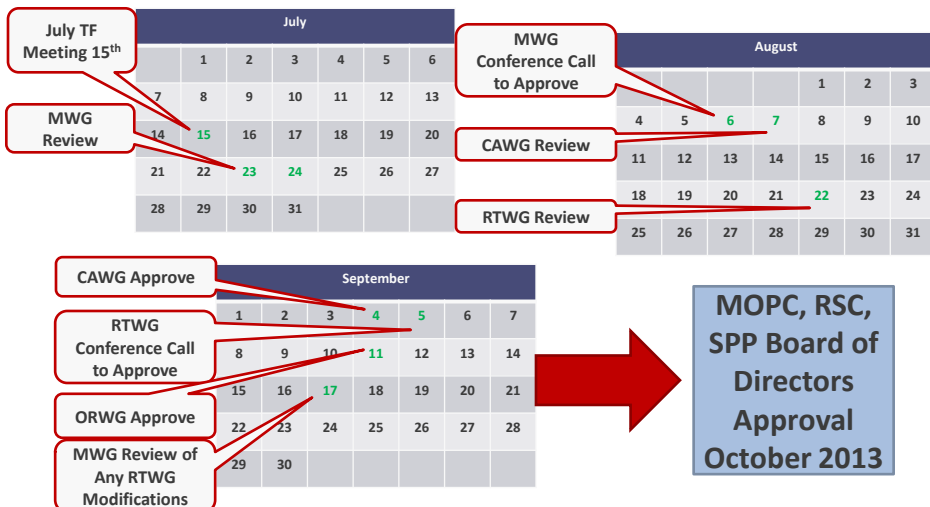 July TF
Meeting 15th
MWG
Review
July
1 2 3 4 5 6
7 8 9 10 11 12 13
14 15 16 17 18 19 20
21 22 23 24 25 26 27
28 29 30 31
MWG
Conference Call
to Approve
CAWG Review
RTWG Review
August
1 2 3
4 5 6 7 8 9 10
11 12 13 14 15 16 17
18 19 20 21 22 23 24
25 26 27 28 29 30 31
CAWG Approve
RTWG
Conference Call
to Approve
ORWG Approve
MWG Review of
Any RTWG
Modifications
September
1 2 3 4 5 6 7
8 9 10 11 12 13 14
15 16 17 18 19 20 21
22 23 24 25 26 27 28
29 30
MOPC, RSC,
SPP Board of
Directors
Approval
October 2013